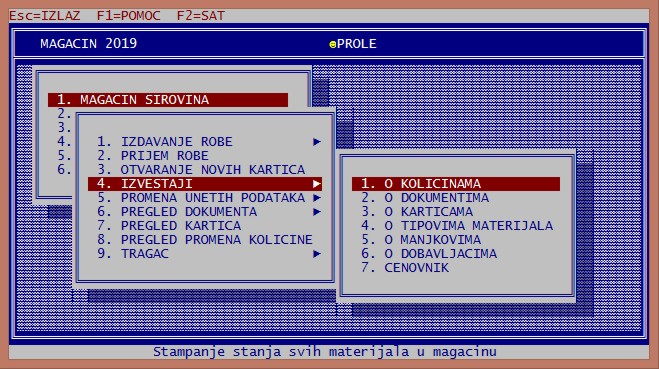 Esc=IZLAZ F1=POMOC F2=SAT
MAGACIN 2019 ☻PROLE
1. MAGACIN SIROVINA
2.
3.
4.
5.
6.
1. IZDAVANJE ROBE ►
2. PRIJEM ROBE
3. OTVARANJE NOVIH KARTICA
4. IZVESTAJI ►
5. PROMENA UNETIH PODATAKA ►
6. PREGLED DOKUMENTA ►
7. PREGLED KARTICA
8. PREGLED PROMENA KOLICINE
9. TRAGAC ►
1. O KOLICINAMA
2. O DOKUMENTIMA
3. O KARTICAMA
4. O TIPOVIMA MATERIJALA
5. O MANJKOVIMA
6. O DOBAVLJACIMA
7. CENOVNIK
Stampanje stanja svih materijala u magacinu